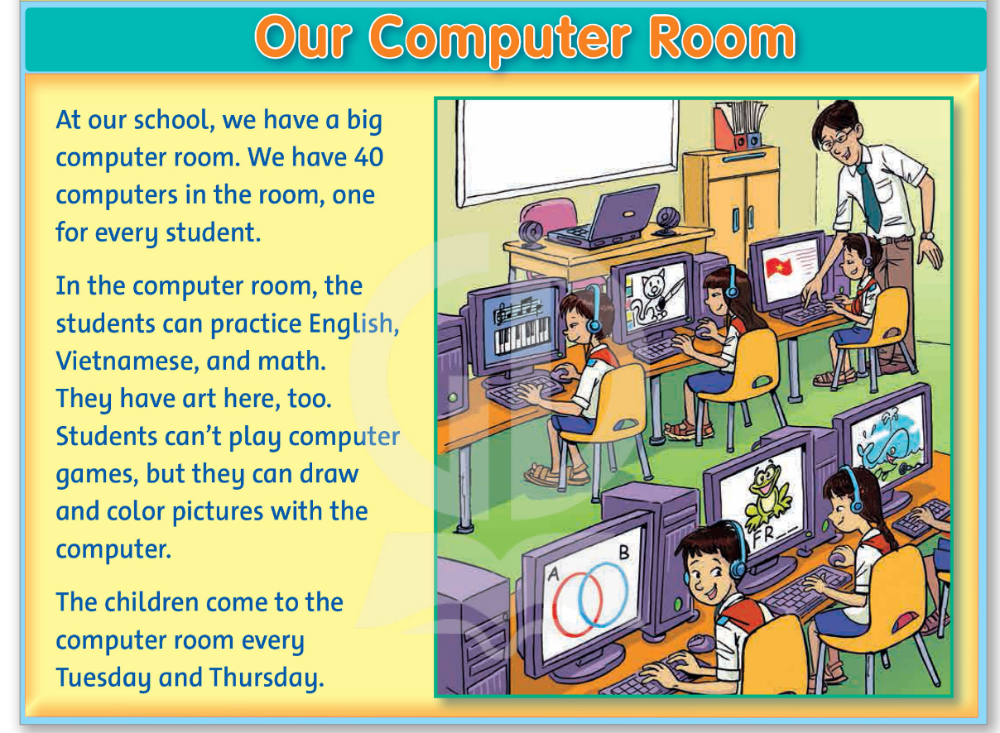 Our Computer Room
At our school, we have a big
computer room. We have 40
computers in the room, one
for every student.
In the computer room, the
students can practice English,
Vietnamese, and math.
They have art here, too.
Students can't play computer
games, but they can draw
and color pictures with the
computer.
The children come to the
computer room every
Tuesday and Thursday.
A
B
FR_ _